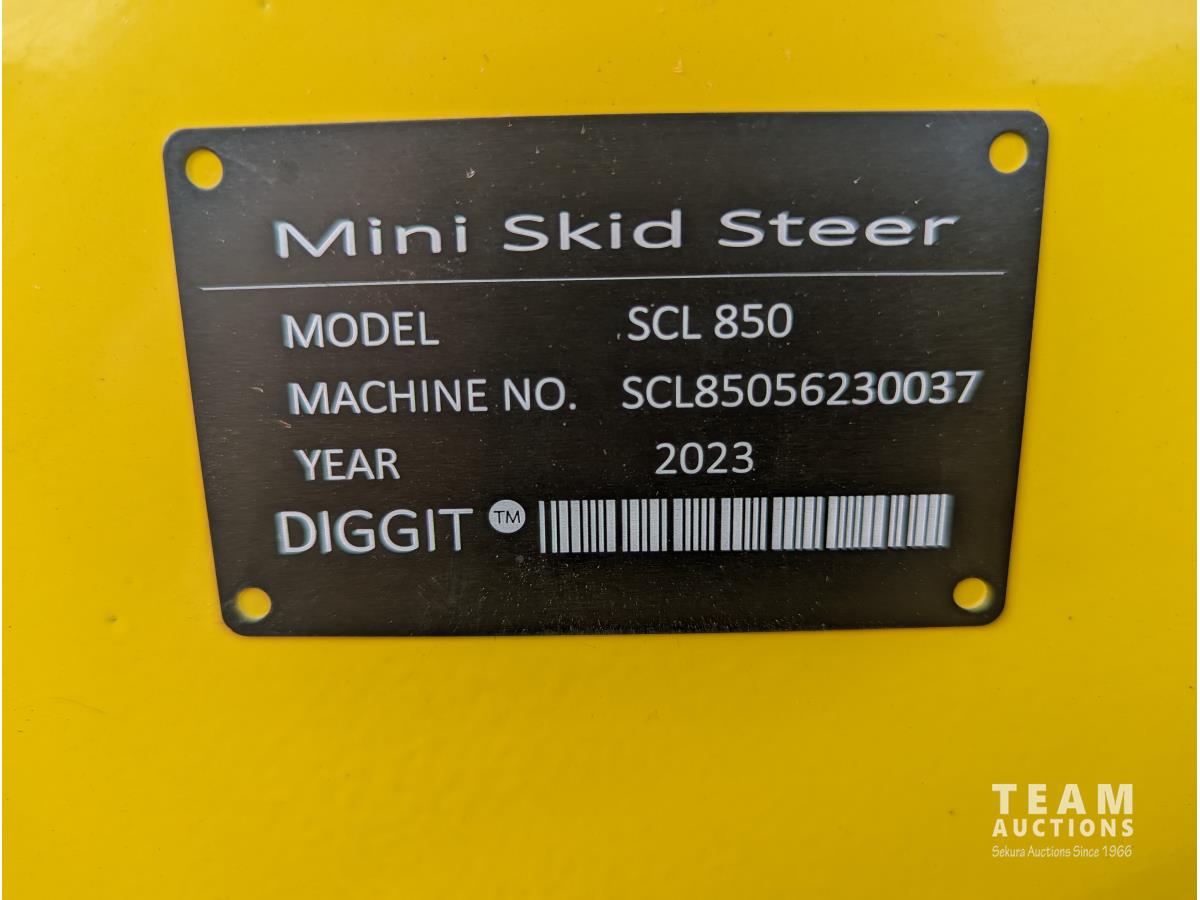 Mini Skid Steer
MODEL SCL 850
MACHINE NO. SCL85056230037
YEAR 2023
DIGGIT TM
TEAM
AUCTIONS
Sekura Auctions Since 1966